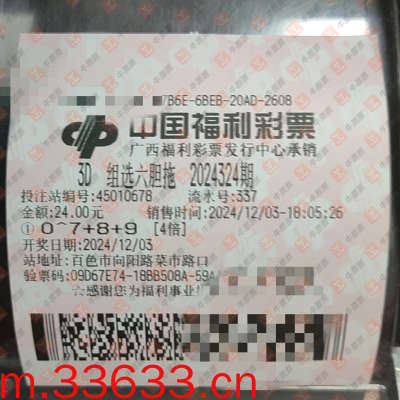 7B6E-6BEB-20AD-2608
中国福利彩票
广西福利彩票发行中心承销
3D 组选六胆拖 2024324期
投注站编号:45010678 流水号:337
金额:24.00元 销售时间:2024/12/03-18:05:26
① 0~7+8+9 [4倍]
开奖日期:2024/12/03
站地址:百色市向阳路菜市路口
验票码:09D67E74-18BB508A-59A
感谢您为福利事业
m.33633.cn